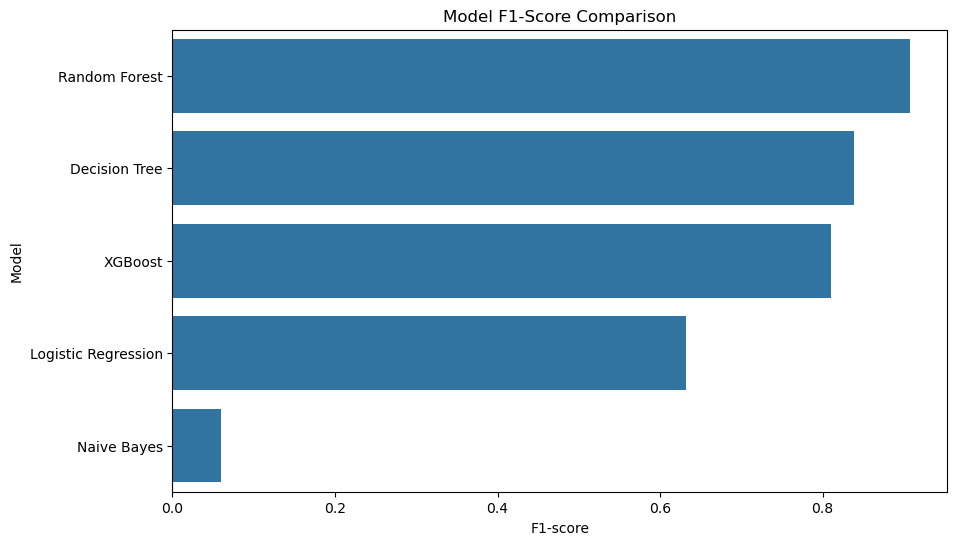 Model F1-Score Comparison
Model
Random Forest
Decision Tree
XGBoost
Logistic Regression
Naive Bayes
0.0 0.2 0.4 0.6 0.8
F1-score